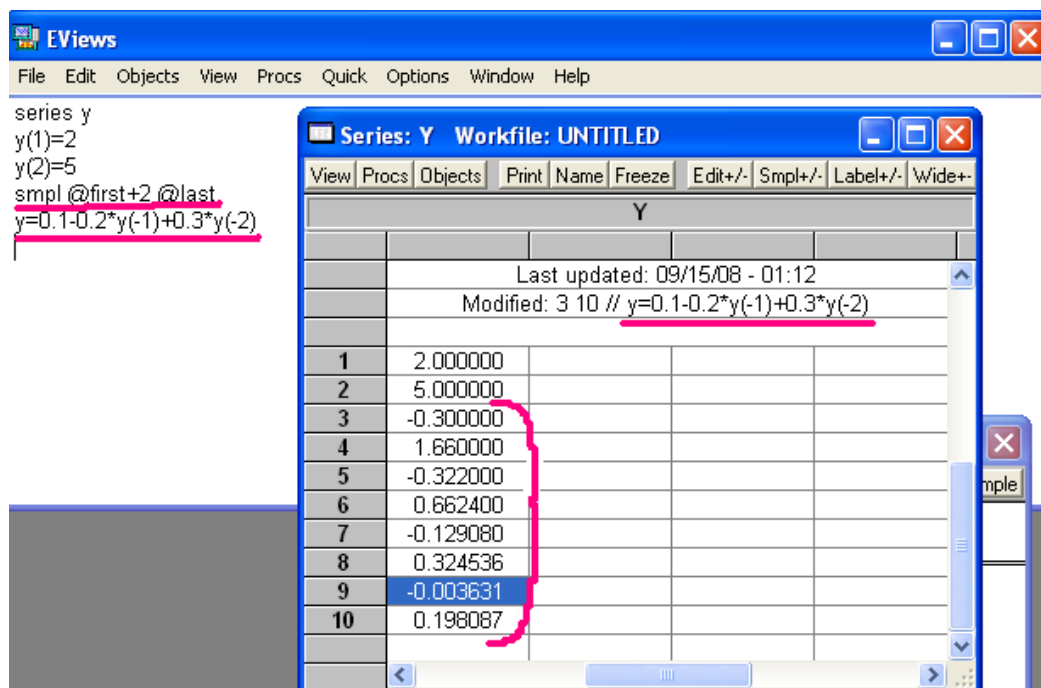 EViews
File Edit Objects View Procs Quick Options Window Help
series y
y(1)=2
y(2)=5
smpl @first+2 @last
y=0.1-0.2*y(-1)+0.3*y(-2)
Series: Y Workfile: UNTITLED
View Procs Objects Print Name Freeze Edit+/- Smpl+/- Label+/- Wide+-
Y
Last updated: 09/15/08 - 01:12
Modified: 3 10 // y=0.1-0.2*y(-1)+0.3*y(-2)
1 2.000000
2 5.000000
3 -0.300000
4 1.660000
5 -0.322000
6 0.662400
7 -0.129080
8 0.324536
9 -0.003631
10 0.198087
mple